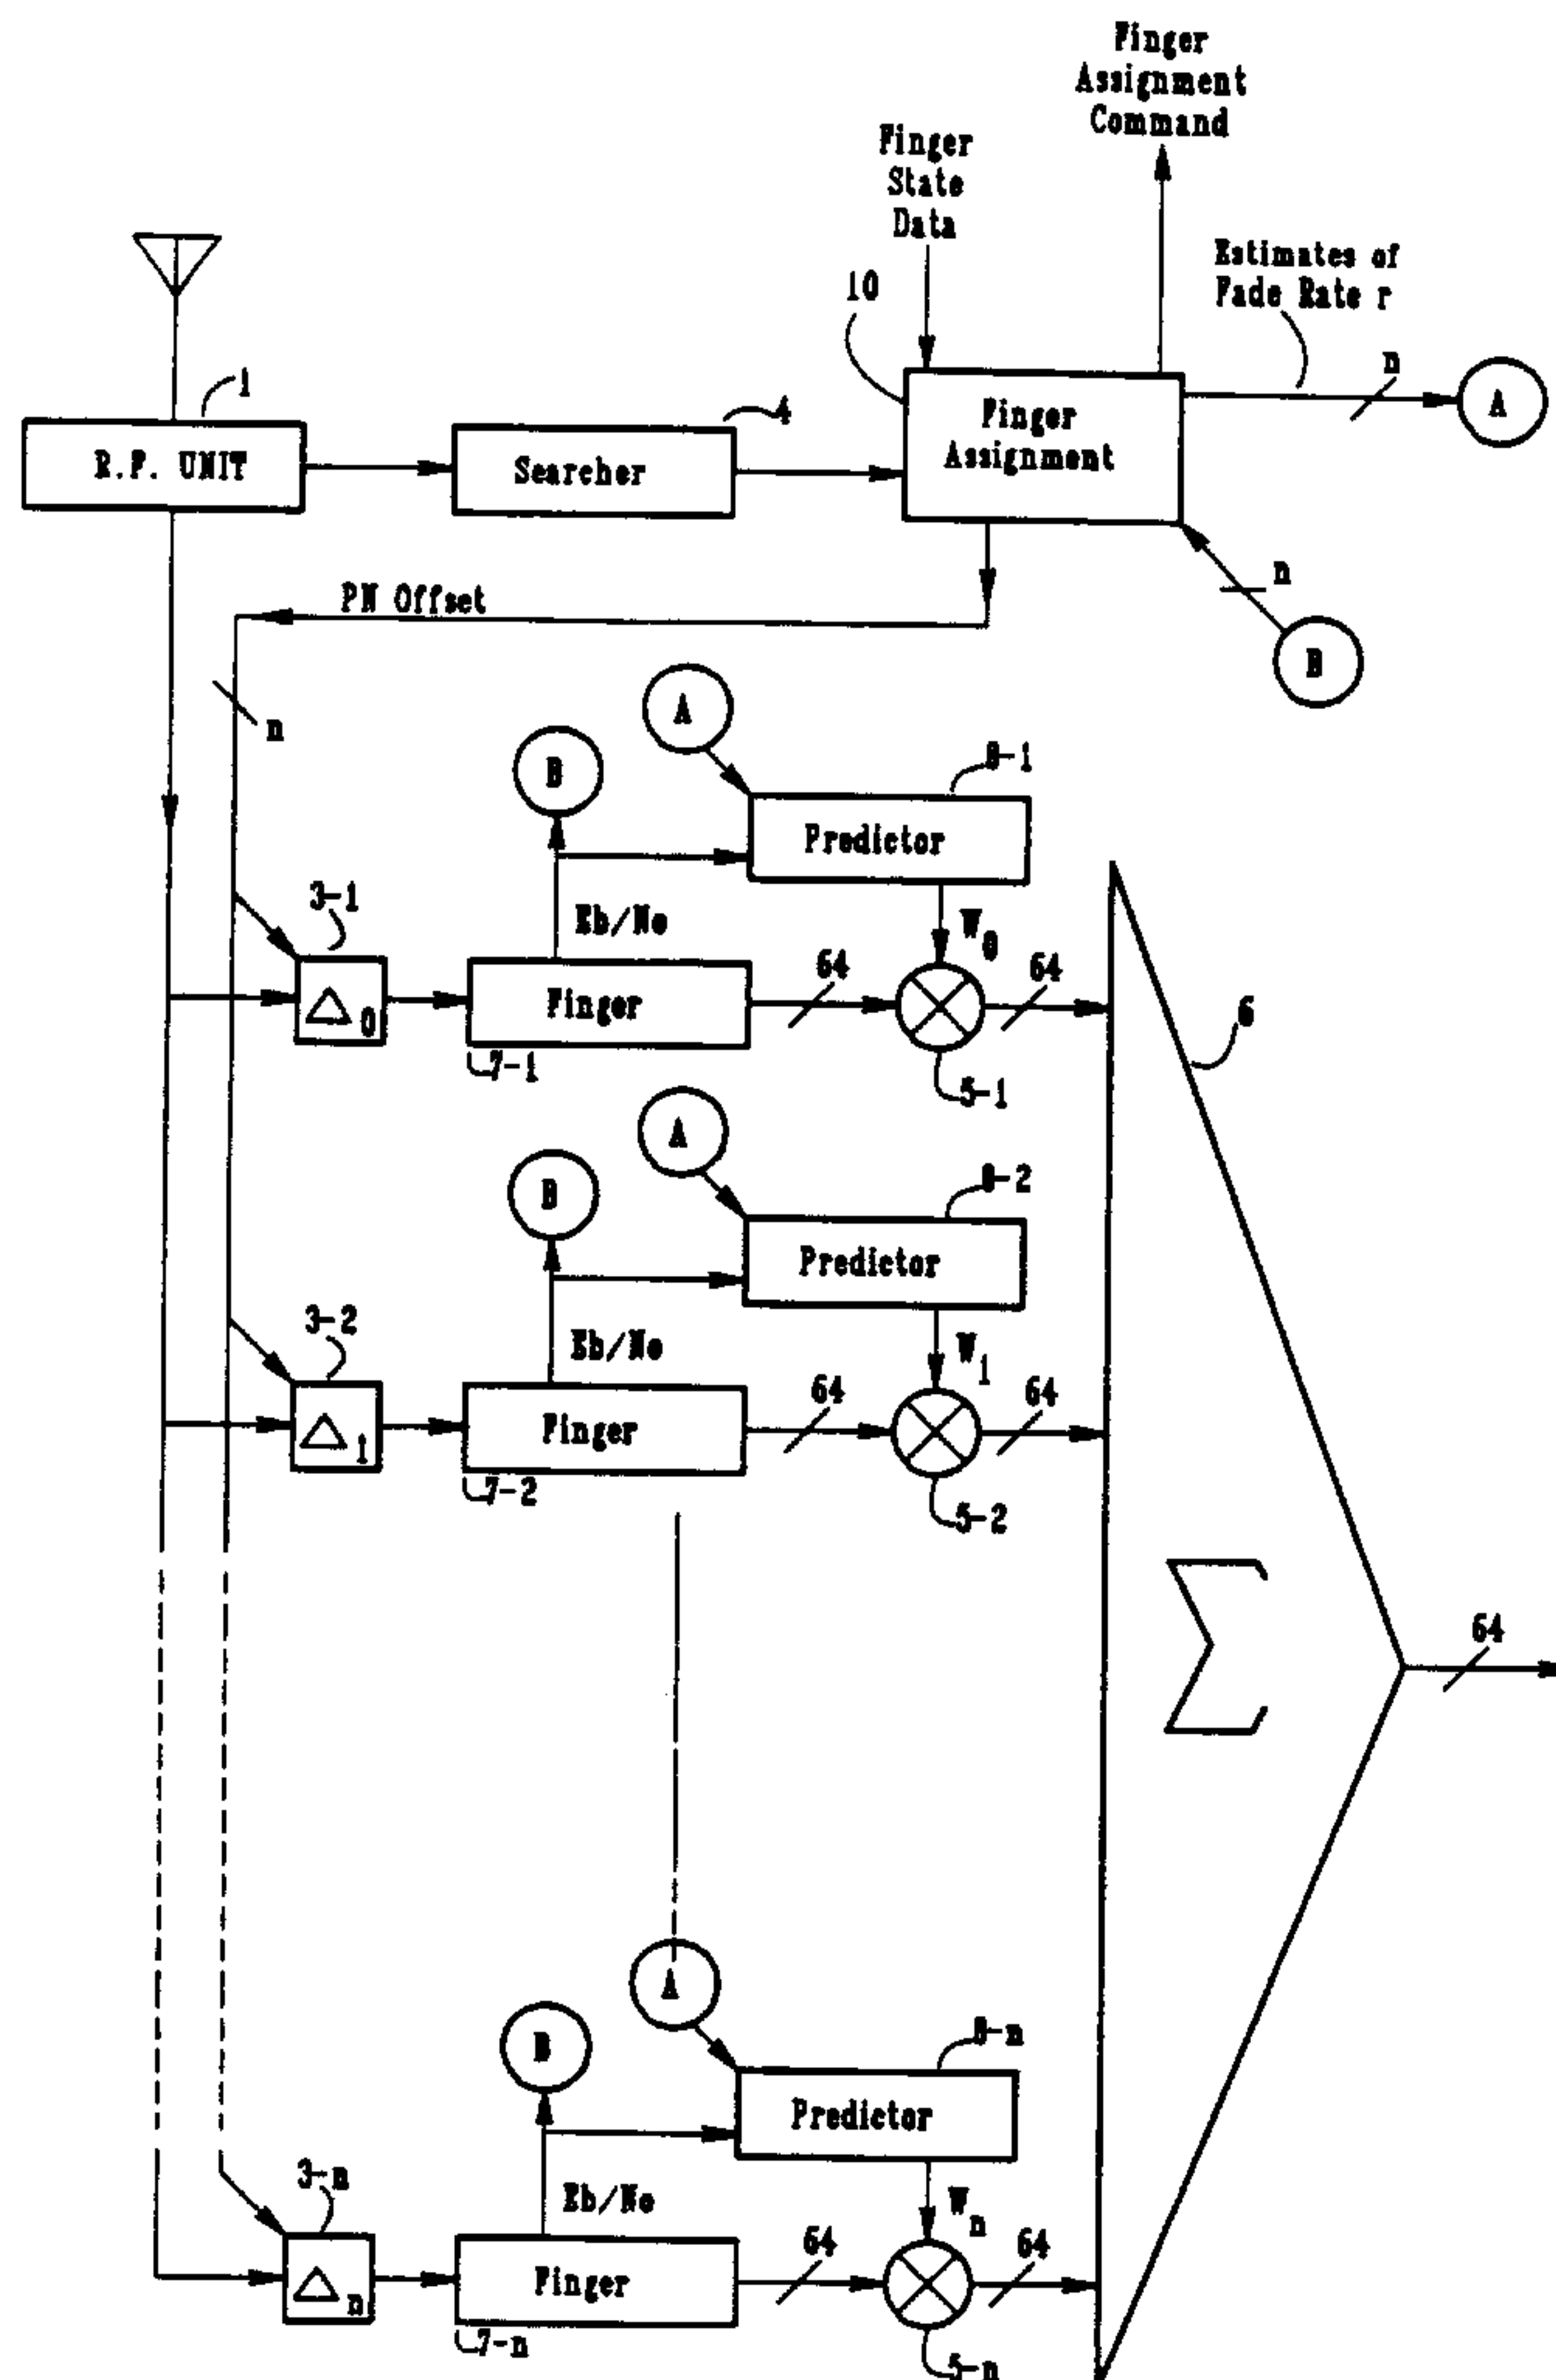 Finger
Assignment
Command
Finger
State
Data
Estimates of
Fade Rate r
10
n
A
1
R.F. UNIT
4
Searcher
Finger
Assignment
n
B
PN Offset
n
A
B
8-1
Predictor
3-1
Eb/No
W0
64
64
Δ0
Finger
7-1
5-1
6
A
B
8-2
Predictor
3-2
Eb/No
W1
64
64
Δ1
Finger
7-2
5-2
Σ
64
A
B
8-n
Predictor
3-n
Eb/No
Wn
64
64
Δn
Finger
7-n
5-n